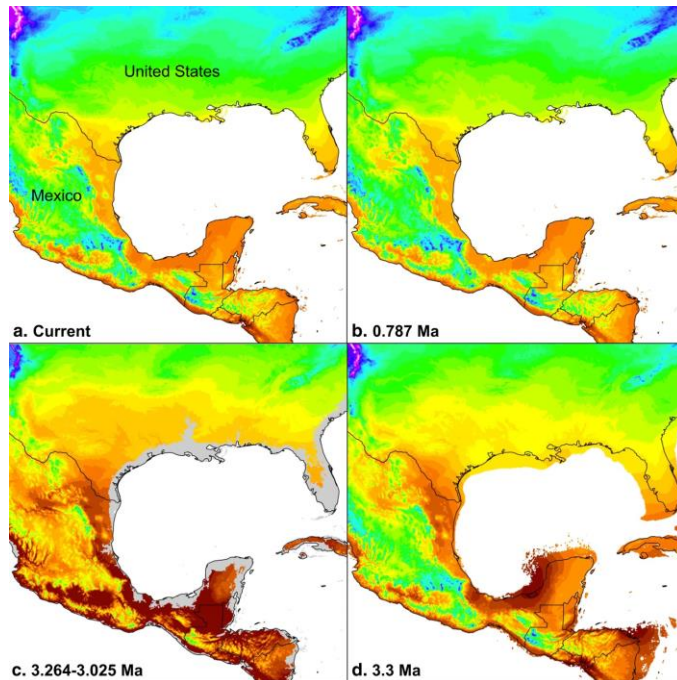 United States
Mexico
a. Current
b. 0.787 Ma
c. 3.264-3.025 Ma
d. 3.3 Ma